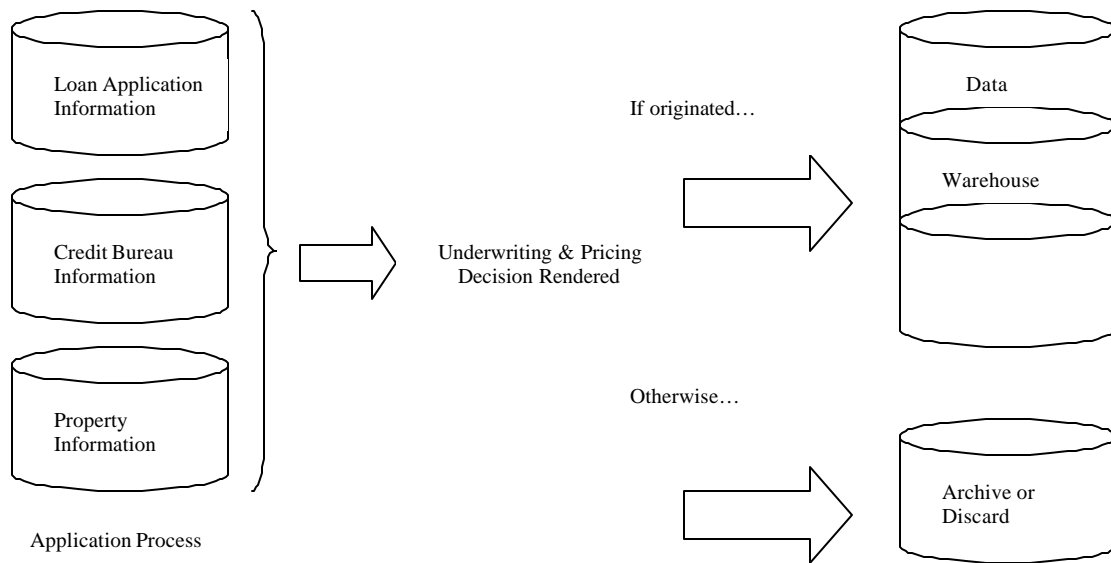 Loan Application
Information
Credit Bureau
Information
Property
Information
Application Process
Underwriting & Pricing
Decision Rendered
If originated…
Data
Warehouse
Otherwise…
Archive or
Discard